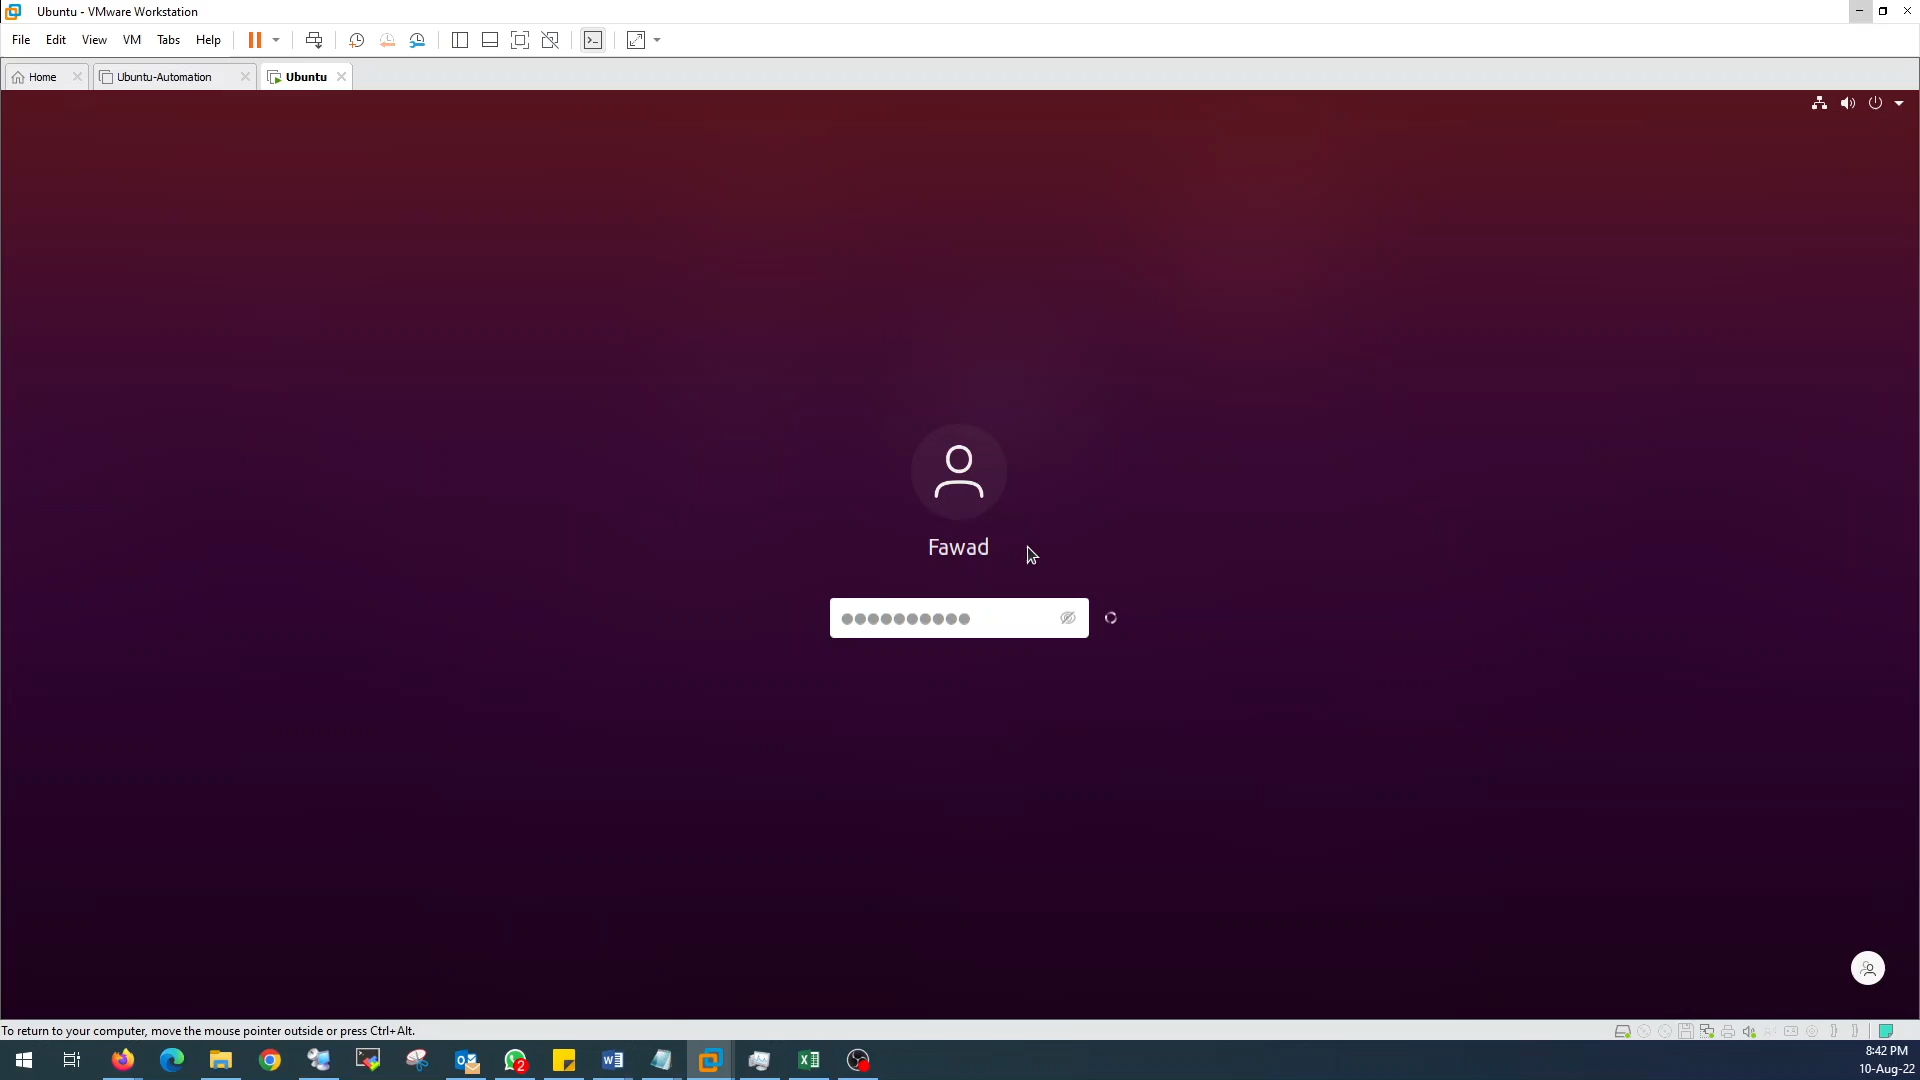 Ubuntu - VMware Workstation
File Edit View VM Tabs Help
Home Ubuntu-Automation Ubuntu
Fawad
To return to your computer, move the mouse pointer outside or press Ctrl+Alt.
2
8:42 PM
10-Aug-22